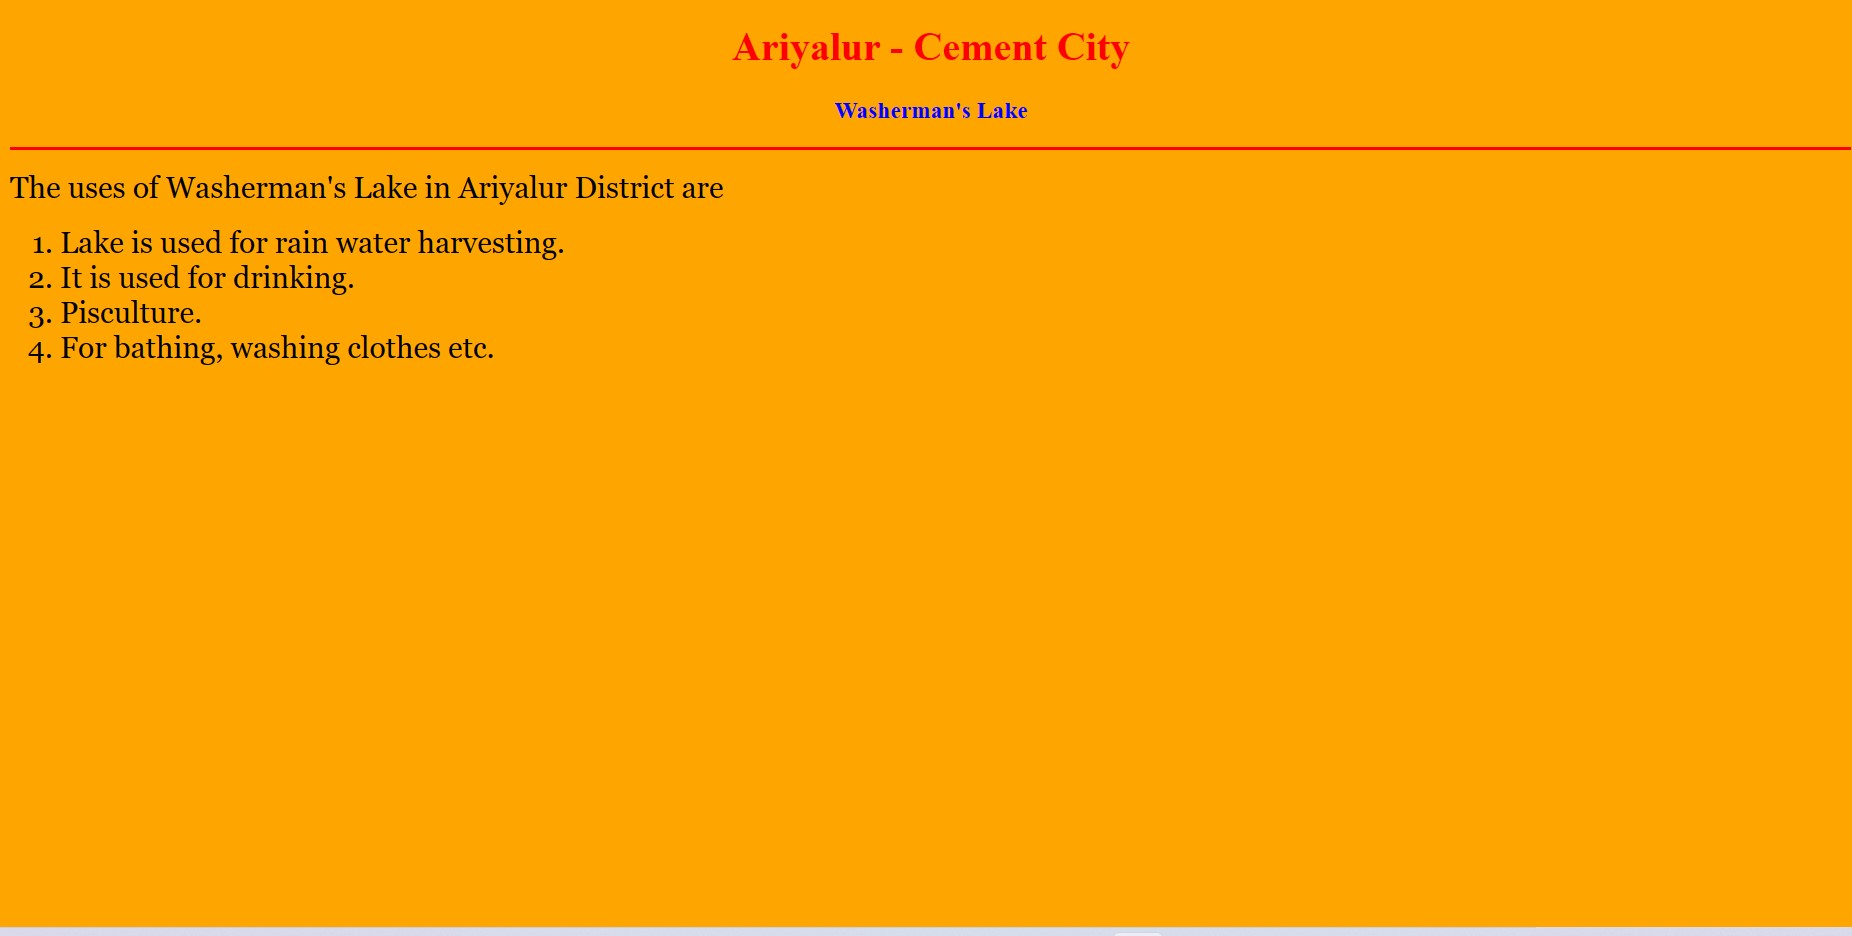 Ariyalur - Cement City
Washerman's Lake
The uses of Washerman's Lake in Ariyalur District are
1. Lake is used for rain water harvesting.
2. It is used for drinking.
3. Pisculture.
4. For bathing, washing clothes etc.